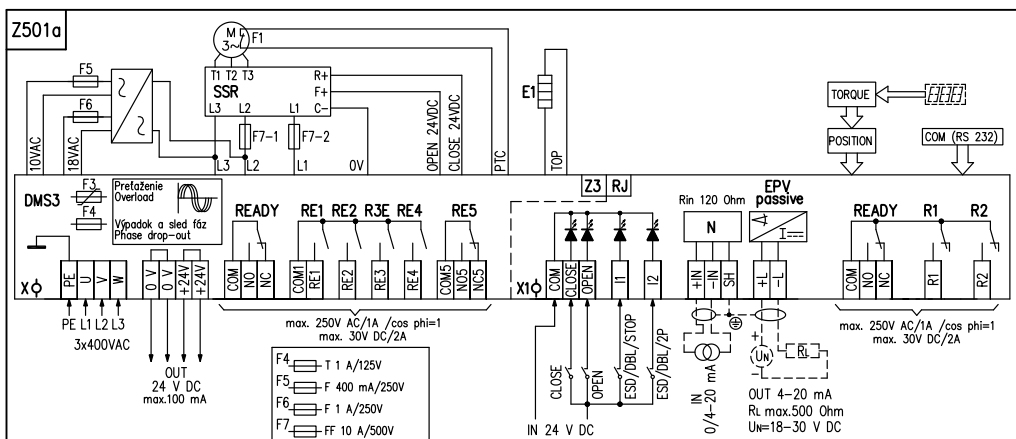 Z501a
M
3~
F1
T1 T2 T3
SSR
R+
F+
C-
L3 L2 L1
F5
F6
F7-1
F7-2
10VAC
18VAC
L3
L2
L1
0V
OPEN 24VDC
CLOSE 24VDC
PTC
E1
TOP
TORQUE
POSITION
COM (RS 232)
DMS3
F3
F4
Preťaženie
Overload
Výpadok a sled fáz
Phase drop-out
READY
RE1 RE2 R3E RE4
RE5
Z3 RJ
Rin 120 Ohm
N
EPV
passive
I
READY
R1
R2
X
PE
U
V
W
0 V
0 V
+24V
+24V
COM
NO
NC
COM1
RE1
RE2
RE3
RE4
COM5
NO5
NC5
X1
COM
CLOSE
OPEN
I1
I2
+IN
-IN
SH
+L
-L
COM
NO
NC
R1
R2
PE L1 L2 L3
3x400VAC
OUT
24 V DC
max.100 mA
max. 250V AC/1A /cos phi=1
max. 30V DC/2A
F4 T 1 A/125V
F5 F 400 mA/250V
F6 F 1 A/250V
F7 FF 10 A/500V
CLOSE
OPEN
ESD/DBL/STOP
ESD/DBL/2P
IN 24 V DC
IN
0/4-20 mA
+
UN
-
RL
OUT 4-20 mA
RL max.500 Ohm
UN=18-30 V DC
max. 250V AC/1A /cos phi=1
max. 30V DC/2A